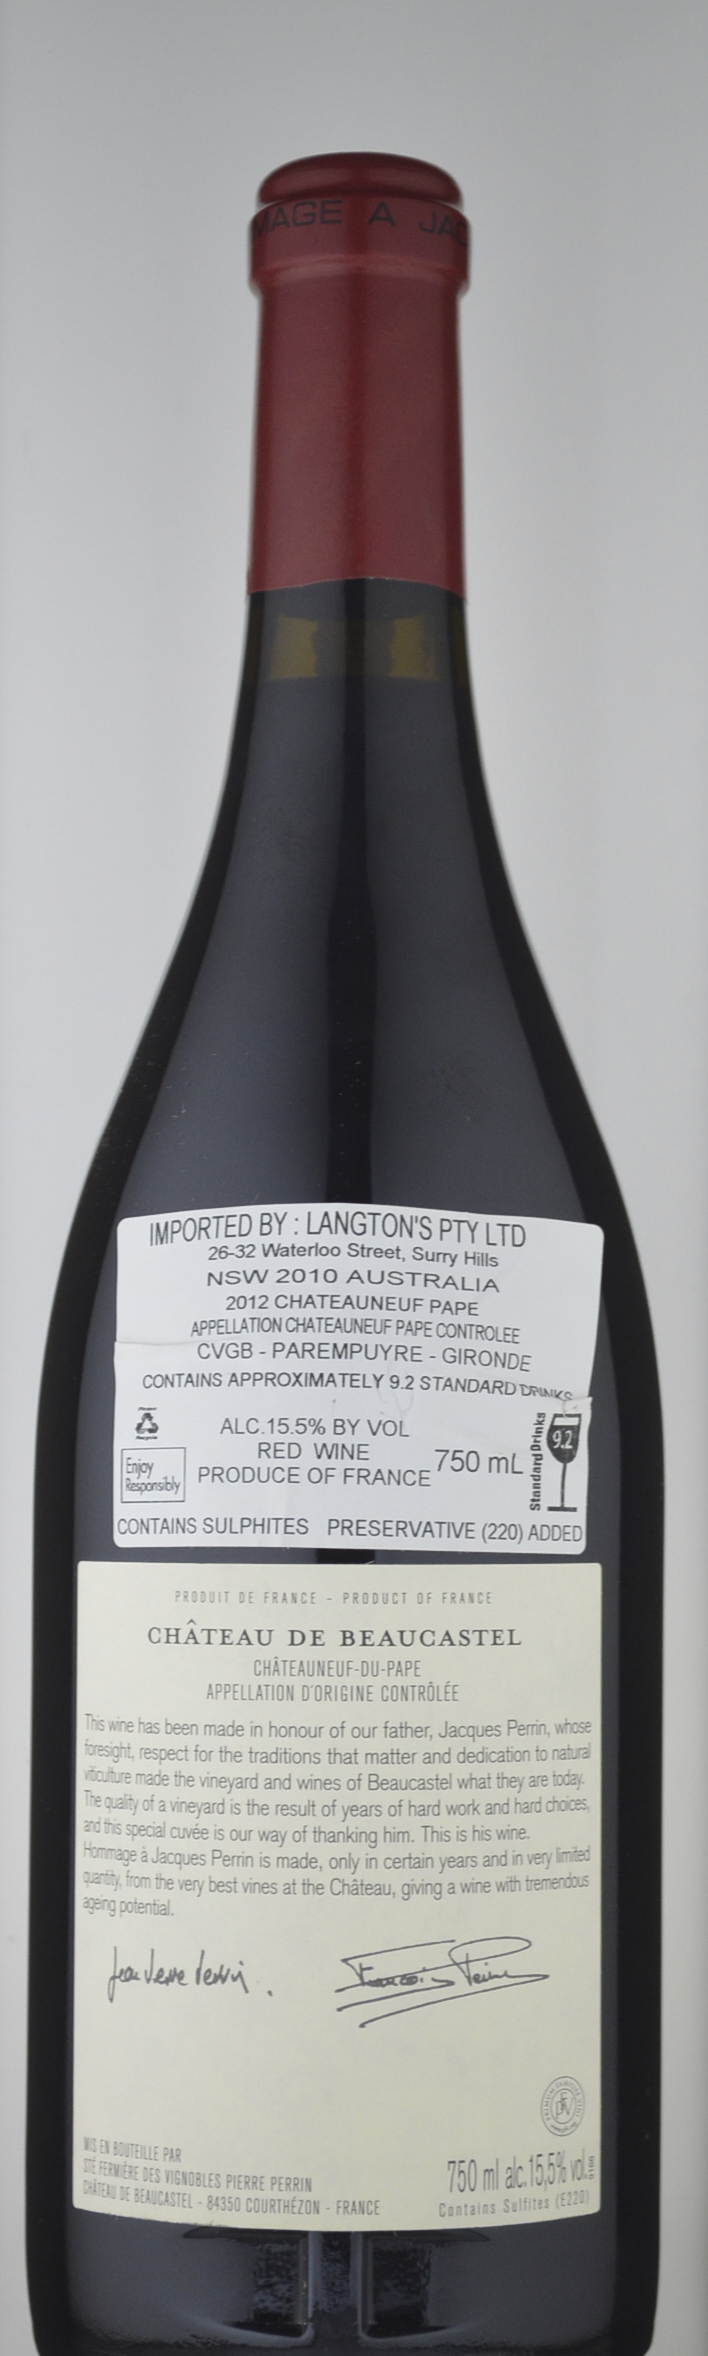 MAGE A JAC
IMPORTED BY : LANGTON'S PTY LTD
26-32 Waterloo Street, Surry Hills
NSW 2010 AUSTRALIA
2012 CHATEAUNEUF PAPE
APPELLATION CHATEAUNEUF PAPE CONTROLEE
CVGB - PAREMPUYRE - GIRONDE
CONTAINS APPROXIMATELY 9.2 STANDARD DRINKS
Please
Recycle
Enjoy
Responsibly
ALC.15.5% BY VOL
RED WINE
PRODUCE OF FRANCE
750 mL
Standard Drinks
9.2
CONTAINS SULPHITES PRESERVATIVE (220) ADDED
PRODUIT DE FRANCE - PRODUCT OF FRANCE
CHÂTEAU DE BEAUCASTEL
CHÂTEAUNEUF-DU-PAPE
APPELLATION D'ORIGINE CONTRÔLÉE
This wine has been made in honour of our father, Jacques Perrin, whose
foresight, respect for the traditions that matter and dedication to natural
viticulture made the vineyard and wines of Beaucastel what they are today.
The quality of a vineyard is the result of years of hard work and hard choices,
and this special cuvée is our way of thanking him. This is his wine.
Hommage à Jacques Perrin is made, only in certain years and in very limited
quantity, from the very best vines at the Château, giving a wine with tremendous
ageing potential.
Jean Pierre Perrin.
François Perrin
MIS EN BOUTEILLE PAR
STÉ FERMIÈRE DES VIGNOBLES PIERRE PERRIN
CHÂTEAU DE BEAUCASTEL - 84350 COURTHÉZON - FRANCE
750 ml alc.15,5% vol.
Contains Sulfites (E220)